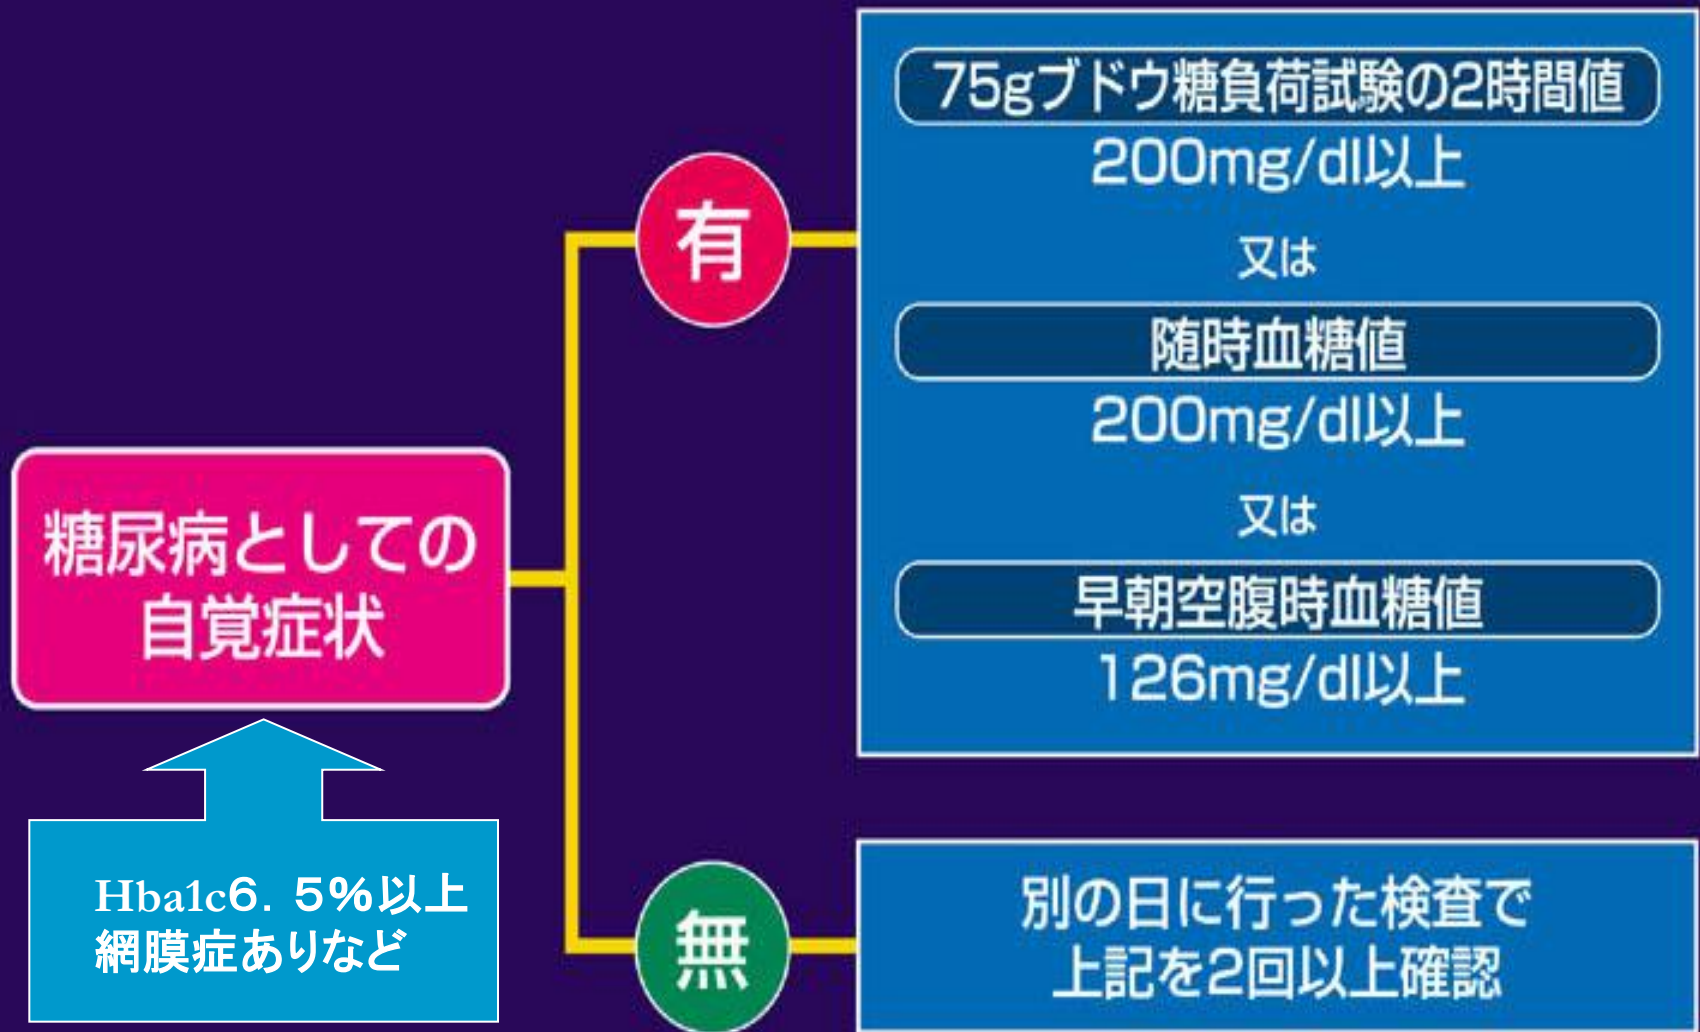 糖尿病としての
自覚症状
Hba1c6．5%以上
網膜症ありなど
有
75gブドウ糖負荷試験の2時間値
200mg/dl以上
又は
随時血糖値
200mg/dl以上
又は
早朝空腹時血糖値
126mg/dl以上
無
別の日に行った検査で
上記を2回以上確認